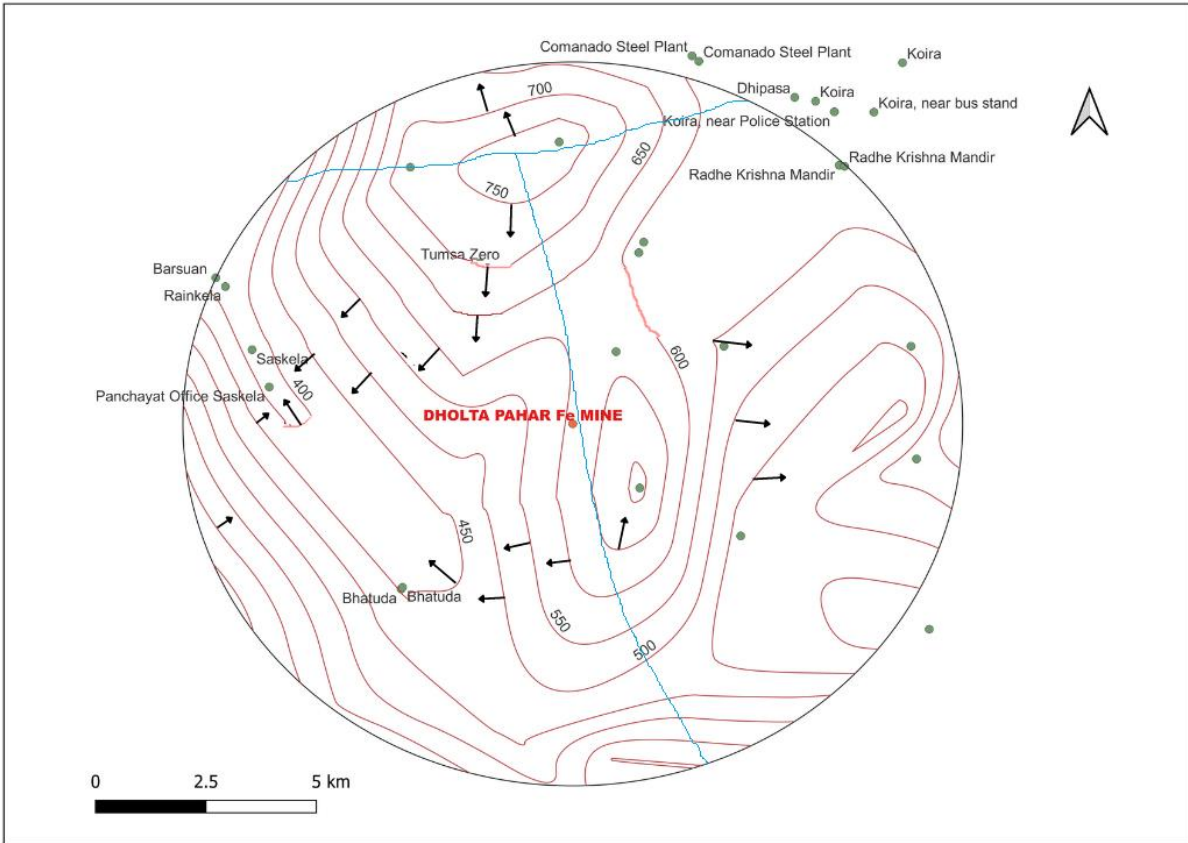 Comanado Steel Plant
Comanado Steel Plant
Koira
700
Dhipasa
Koira
Koira, near bus stand
Koira, near Police Station
650
Radhe Krishna Mandir
Radhe Krishna Mandir
750
Tumsa Zero
Barsuan
Rainkela
Saskela
600
400
Panchayat Office Saskela
DHOLTA PAHAR Fe MINE
450
Bhatuda
Bhatuda
550
500
0 2.5 5 km